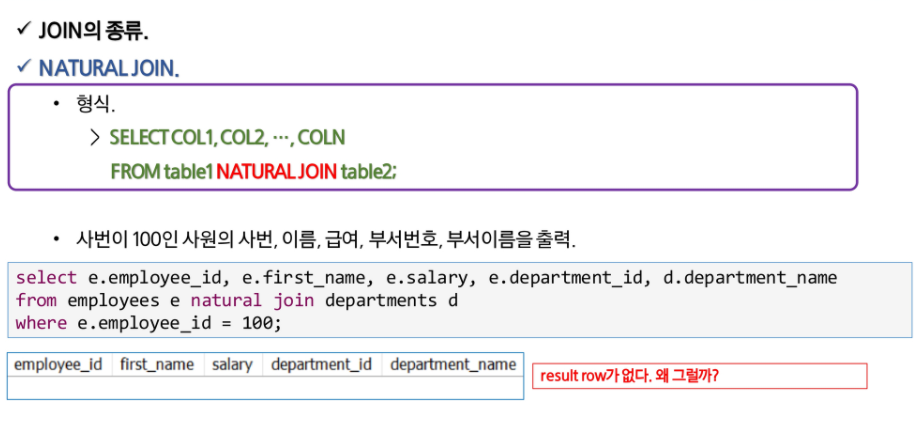 ✓ JOIN의 종류.
✓ NATURAL JOIN.
• 형식.
> SELECT COL1, COL2, …, COLN
FROM table1 NATURAL JOIN table2;
• 사번이 100인 사원의 사번, 이름, 급여, 부서번호, 부서이름을 출력.
select e.employee_id, e.first_name, e.salary, e.department_id, d.department_name
from employees e natural join departments d
where e.employee_id = 100;
employee_id first_name salary department_id department_name
result row가 없다. 왜 그럴까?